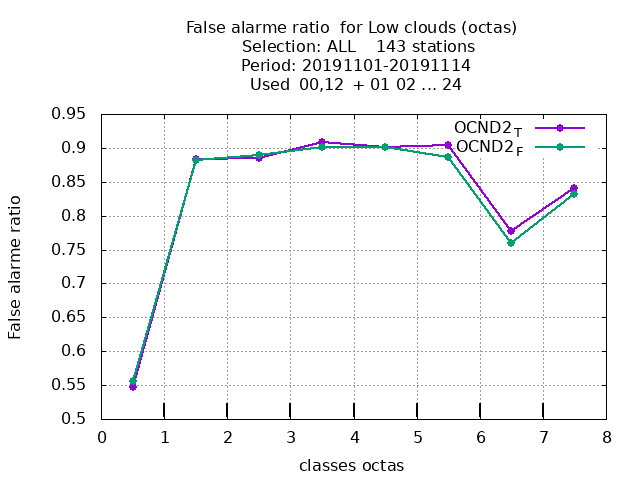 False alarme ratio  for Low clouds (octas)
Selection: ALL    143 stations
Period: 20191101-20191114
Used  00,12  + 01 02 ... 24
0.95
0.9
0.85
0.8
0.75
0.7
0.65
0.6
0.55
0.5
False alarme ratio
OCND2T
OCND2F
0 1 2 3 4 5 6 7 8
classes octas